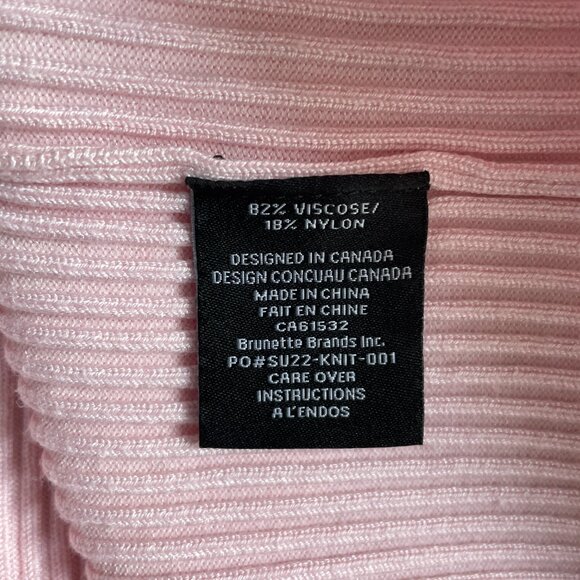 82% VISCOSE/
18% NYLON
DESIGNED IN CANADA
DESIGN CONCUAU CANADA
MADE IN CHINA
FAIT EN CHINE
CA61532
Brunette Brands Inc.
PO#SU22-KNIT-001
CARE OVER
INSTRUCTIONS
A L'ENDOS